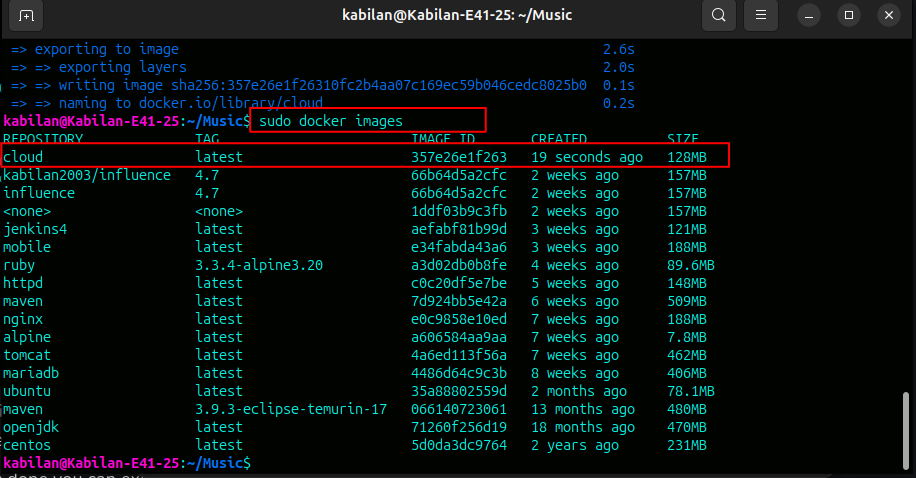 kabilan@Kabilan-E41-25: ~/Music
=> exporting to image 2.6s
=> => exporting layers 2.0s
=> => writing image sha256:357e26e1f26310fc2b4aa07c169ec59b046cedc8025b0 0.1s
=> => naming to docker.io/library/cloud 0.2s
kabilan@Kabilan-E41-25:~/Music$ sudo docker images
REPOSITORY TAG IMAGE ID CREATED SIZE
cloud latest 357e26e1f263 19 seconds ago 128MB
kabilan2003/influence 4.7 66b64d5a2cfc 2 weeks ago 157MB
influence 4.7 66b64d5a2cfc 2 weeks ago 157MB
<none> <none> 1ddf03b9c3fb 2 weeks ago 157MB
jenkins4 latest aefabf81b99d 3 weeks ago 121MB
mobile latest e34fabda43a6 3 weeks ago 188MB
ruby 3.3.4-alpine3.20 a3d02db0b8fe 4 weeks ago 89.6MB
httpd latest c0c20df5e7be 5 weeks ago 148MB
maven latest 7d924bb5e42a 6 weeks ago 509MB
nginx latest e0c9858e10ed 7 weeks ago 188MB
alpine latest a606584aa9aa 7 weeks ago 7.8MB
tomcat latest 4a6ed113f56a 7 weeks ago 462MB
mariadb latest 4486d64c9c3b 8 weeks ago 406MB
ubuntu latest 35a88802559d 2 months ago 78.1MB
maven 3.9.3-eclipse-temurin-17 066140723061 13 months ago 480MB
openjdk latest 71260f256d19 18 months ago 470MB
centos latest 5d0da3dc9764 2 years ago 231MB
kabilan@Kabilan-E41-25:~/Music$